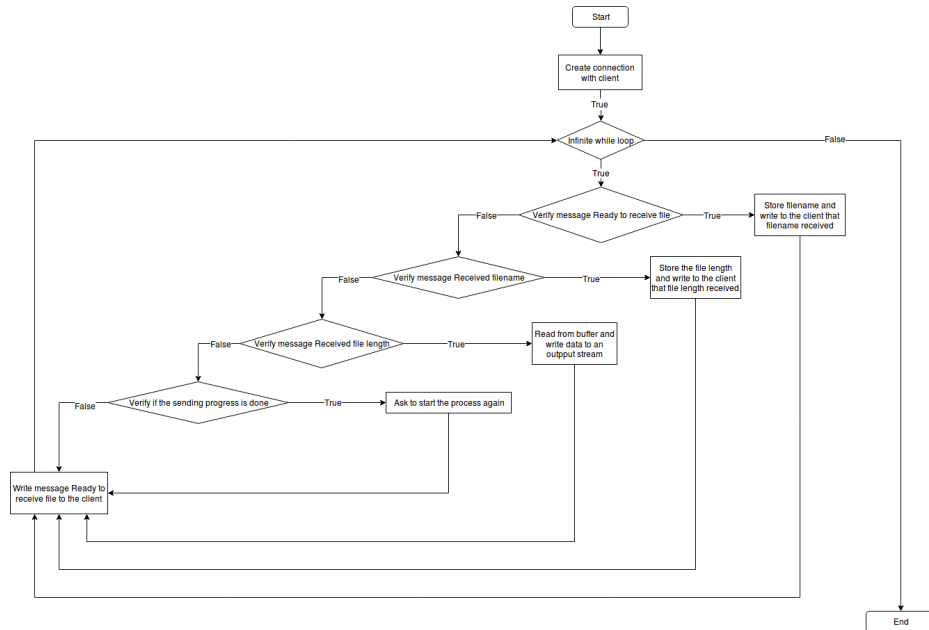 Start
Create connection
with client
True
Infinite while loop
False
True
Verify message Ready to receive file
False
True
Store filename and
write to the client that
filename received
Verify message Received filename
False
True
Store the file length
and write to the client
that file length received
Verify message Received file length
False
True
Read from buffer and
write data to an
outpput stream
Verify if the sending progress is done
False
True
Ask to start the process again
Write message Ready to
receive file to the client
End